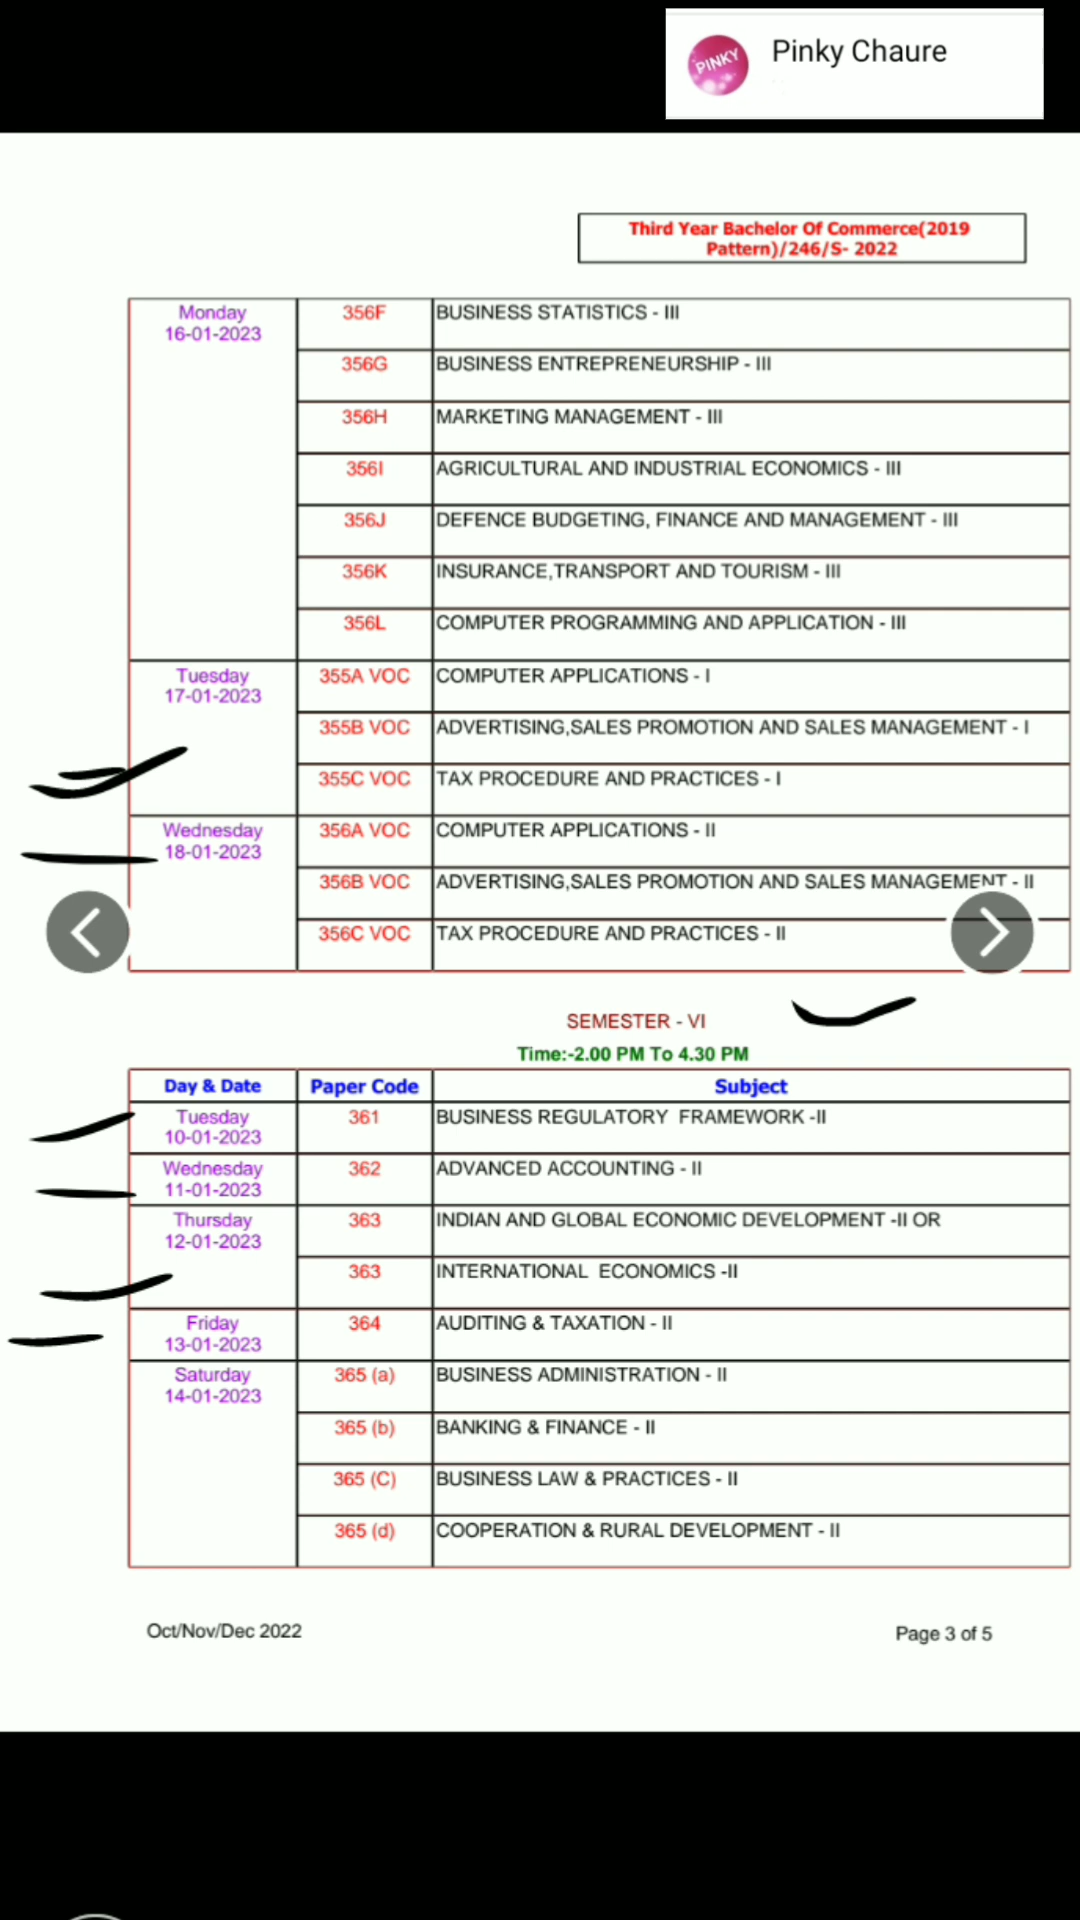 PINKY
Pinky Chaure
Third Year Bachelor Of Commerce(2019
Pattern)/246/S- 2022
Monday 356F BUSINESS STATISTICS - III
16-01-2023
356G BUSINESS ENTREPRENEURSHIP - III
356H MARKETING MANAGEMENT - III
356I AGRICULTURAL AND INDUSTRIAL ECONOMICS - III
356J DEFENCE BUDGETING, FINANCE AND MANAGEMENT - III
356K INSURANCE,TRANSPORT AND TOURISM - III
356L COMPUTER PROGRAMMING AND APPLICATION - III
Tuesday 355A VOC COMPUTER APPLICATIONS - I
17-01-2023
355B VOC ADVERTISING,SALES PROMOTION AND SALES MANAGEMENT - I
355C VOC TAX PROCEDURE AND PRACTICES - I
Wednesday 356A VOC COMPUTER APPLICATIONS - II
18-01-2023
356B VOC ADVERTISING,SALES PROMOTION AND SALES MANAGEMENT - II
356C VOC TAX PROCEDURE AND PRACTICES - II
SEMESTER - VI
Time:-2.00 PM To 4.30 PM
Day & Date Paper Code Subject
Tuesday 361 BUSINESS REGULATORY FRAMEWORK -II
10-01-2023
Wednesday 362 ADVANCED ACCOUNTING - II
11-01-2023
Thursday 363 INDIAN AND GLOBAL ECONOMIC DEVELOPMENT -II OR
12-01-2023
363 INTERNATIONAL ECONOMICS -II
Friday 364 AUDITING & TAXATION - II
13-01-2023
Saturday 365 (a) BUSINESS ADMINISTRATION - II
14-01-2023
365 (b) BANKING & FINANCE - II
365 (C) BUSINESS LAW & PRACTICES - II
365 (d) COOPERATION & RURAL DEVELOPMENT - II
Oct/Nov/Dec 2022 Page 3 of 5